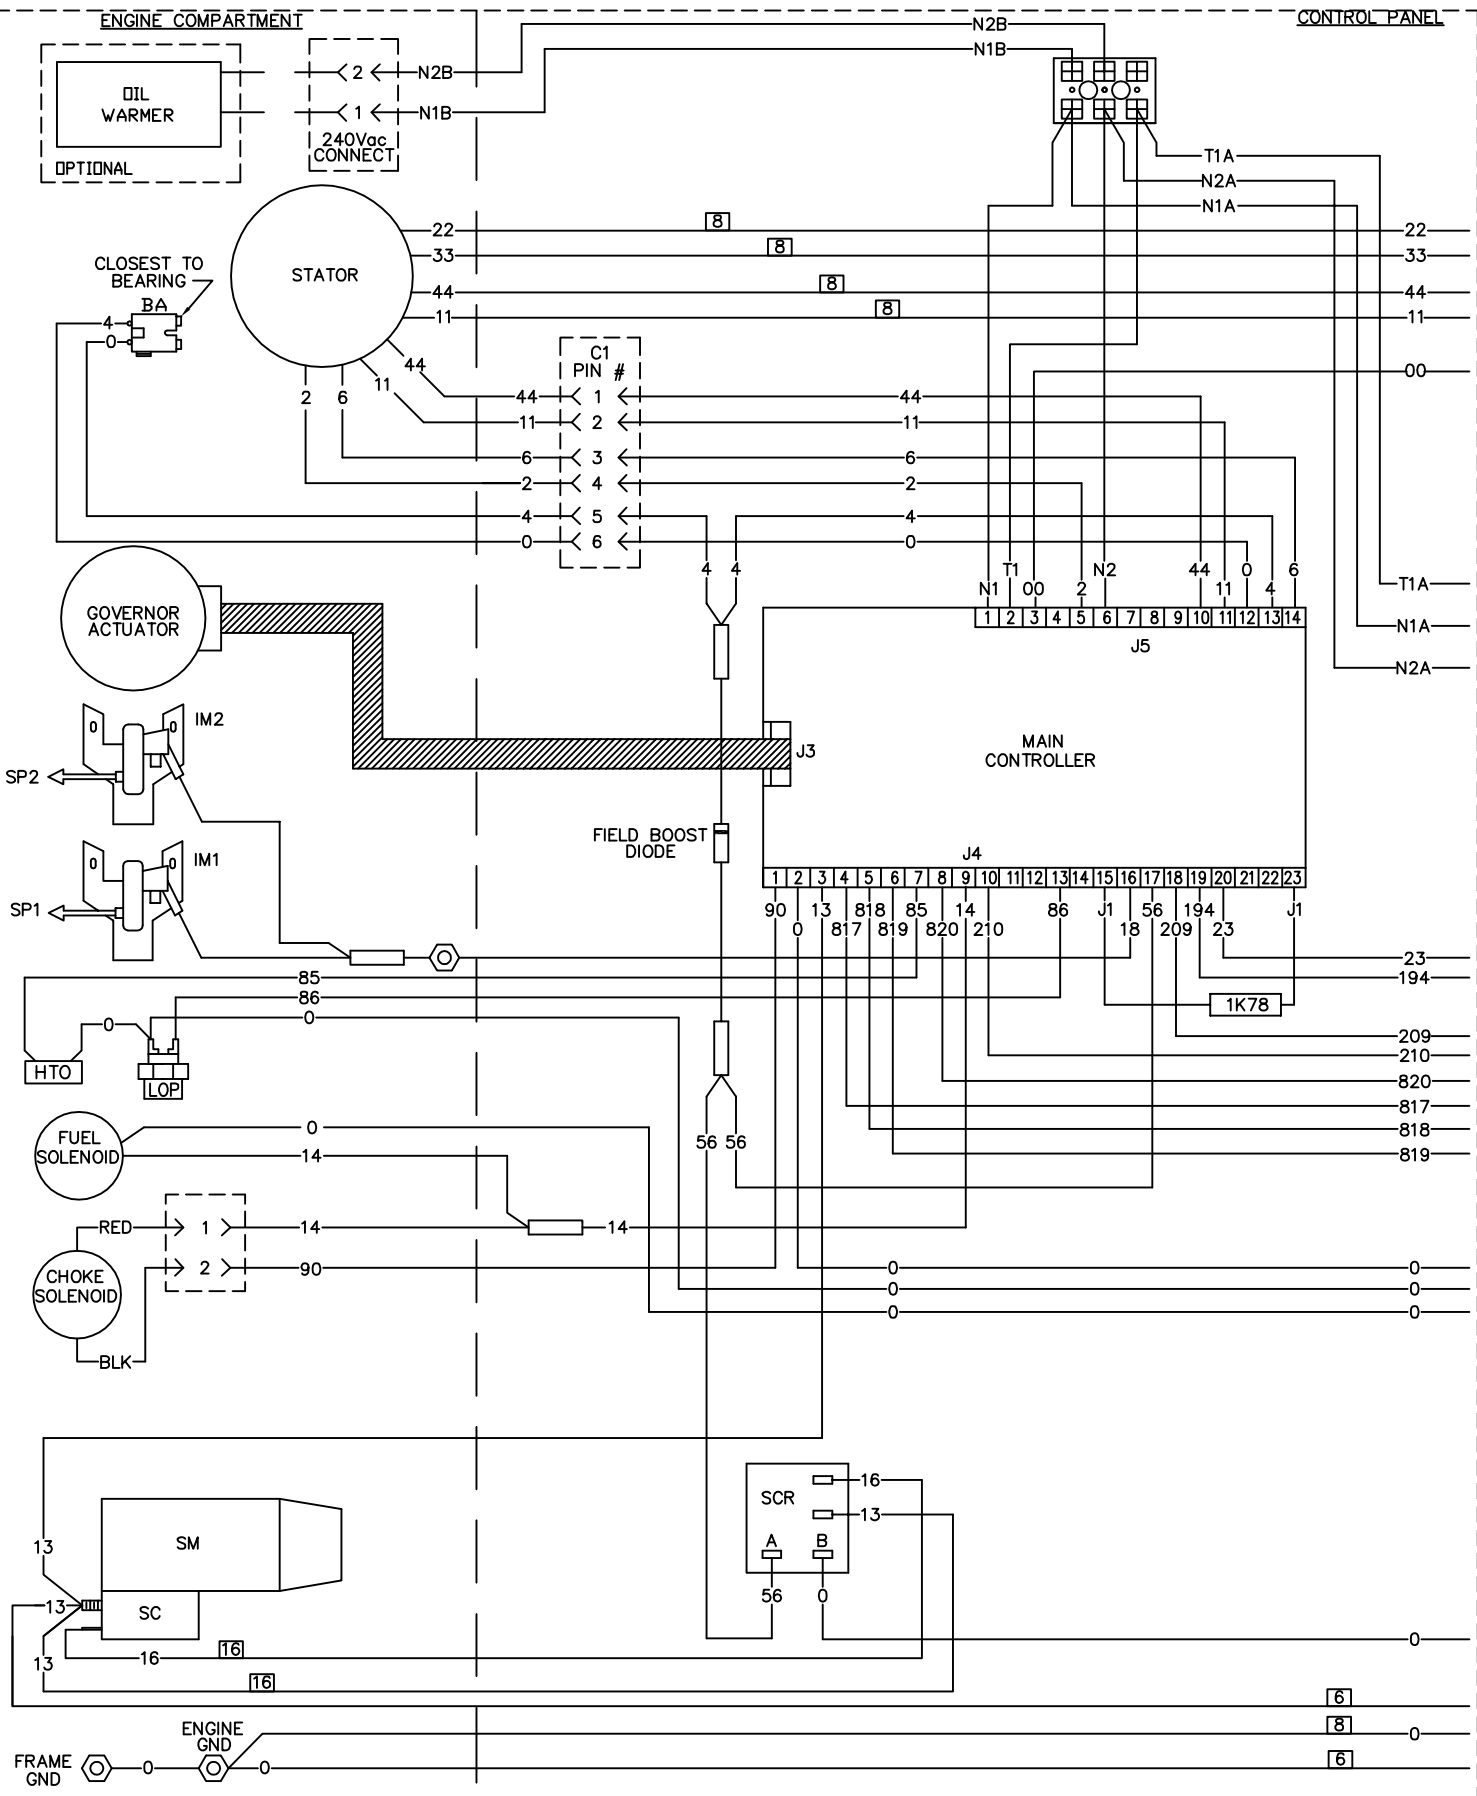 ENGINE COMPARTMENT
CONTROL PANEL
N2B
N1B
OIL
WARMER
OPTIONAL
2
N2B
1
N1B
240Vac
CONNECT
T1A
N2A
N1A
STATOR
22
8
22
33
8
33
44
8
44
11
8
11
CLOSEST TO
BEARING
BA
4
0
44
11
2
6
C1
PIN #
00
44
1
44
11
2
11
6
3
6
2
4
2
4
5
4
0
6
0
4
4
N1
T1
00
2
N2
44
11
0
4
6
T1A
N1A
N2A
1 2 3 4 5 6 7 8 9 10 11 12 13 14
J5
GOVERNOR
ACTUATOR
J3
MAIN
CONTROLLER
IM2
SP2
IM1
SP1
FIELD BOOST
DIODE
J4
1 2 3 4 5 6 7 8 9 10 11 12 13 14 15 16 17 18 19 20 21 22 23
90 13 818 85 14 86 J1 56 194 J1
0 817 819 820 210 18 209 23
23
85
194
86
1K78
0
0
HTO
LOP
209
210
820
817
818
819
FUEL
SOLENOID
0
14
56
56
RED
1
14
14
2
90
CHOKE
SOLENOID
BLK
0
0
0
0
0
0
SCR
16
13
A
B
56
0
SM
SC
13
13
13
16
16
16
0
6
8
0
6
ENGINE
GND
FRAME
GND
0
0